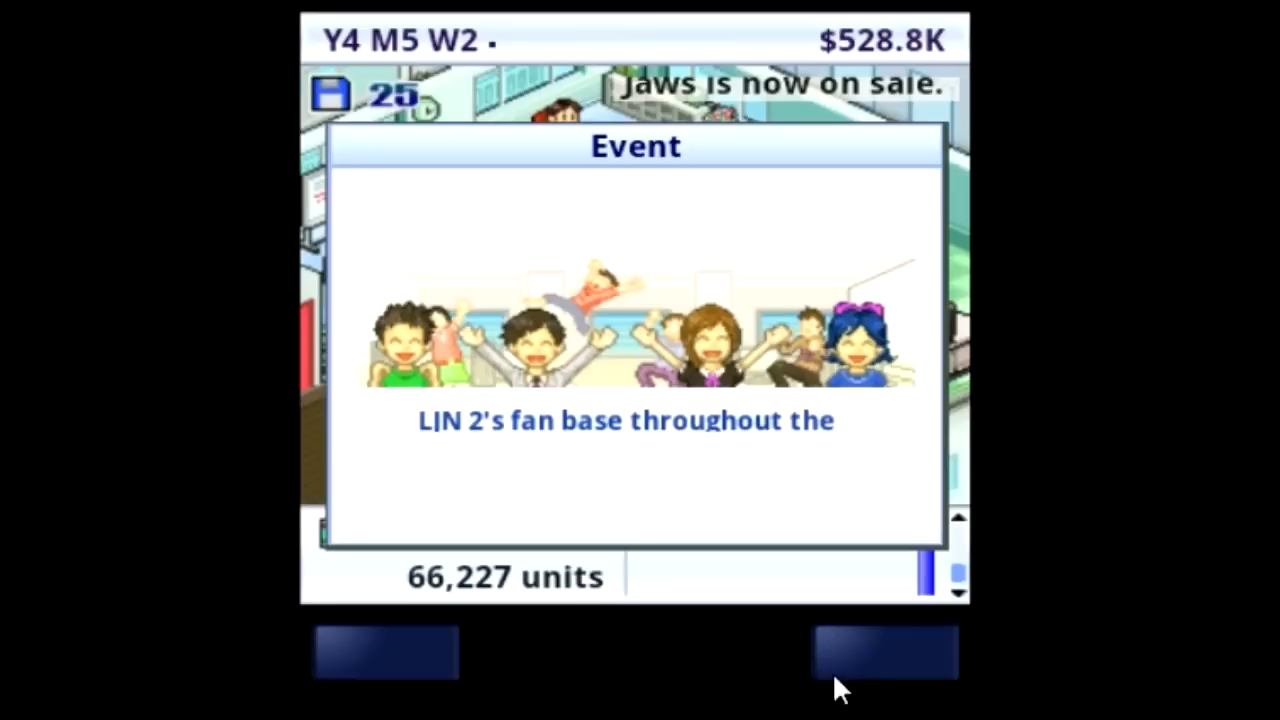 Y4 M5 W2 $528.8K
25
Jaws is now on sale.
Event
LJN 2's fan base throughout the
66,227 units